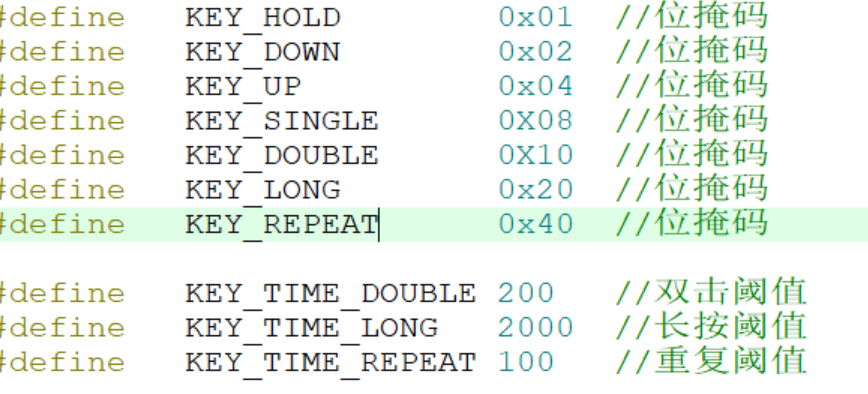 #define KEY_HOLD 0x01 //位掩码
#define KEY_DOWN 0x02 //位掩码
#define KEY_UP 0x04 //位掩码
#define KEY_SINGLE 0X08 //位掩码
#define KEY_DOUBLE 0X10 //位掩码
#define KEY_LONG 0x20 //位掩码
#define KEY_REPEAT 0x40 //位掩码
#define KEY_TIME_DOUBLE 200 //双击阈值
#define KEY_TIME_LONG 2000 //长按阈值
#define KEY_TIME_REPEAT 100 //重复阈值